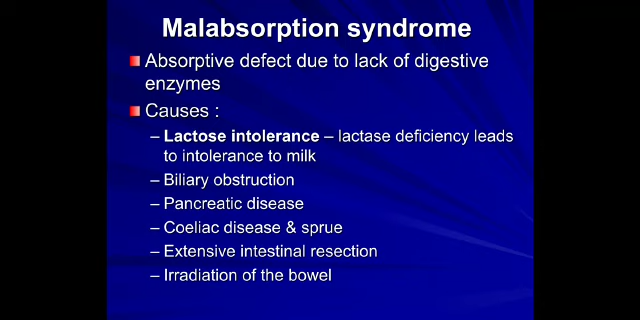 Malabsorption syndrome
Absorptive defect due to lack of digestive
enzymes
Causes :
– Lactose intolerance – lactase deficiency leads
to intolerance to milk
– Biliary obstruction
– Pancreatic disease
– Coeliac disease & sprue
– Extensive intestinal resection
– Irradiation of the bowel